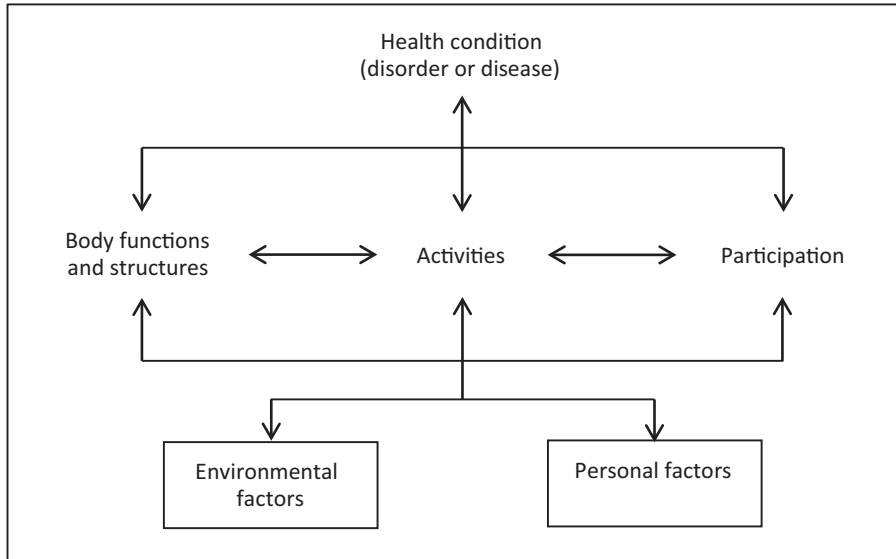 Health condition
(disorder or disease)
Body functions
and structures
Activities
Participation
Environmental
factors
Personal factors